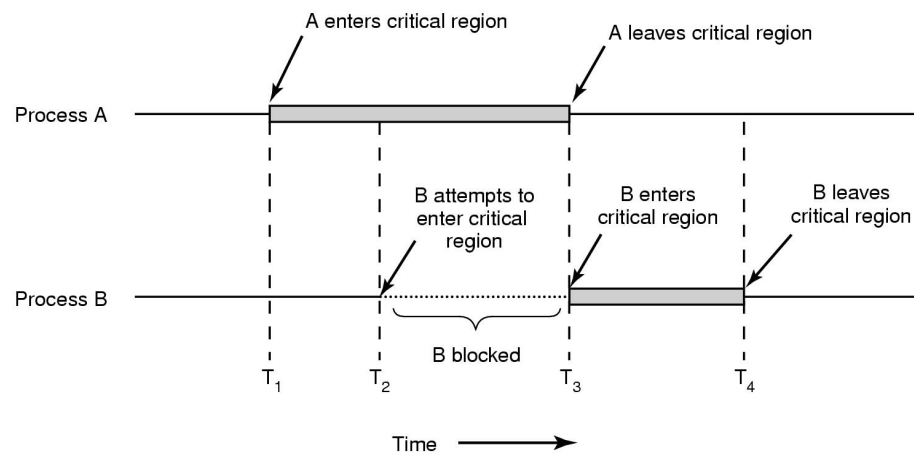 A enters critical region
A leaves critical region
Process A
B attempts to
enter critical
region
B enters
critical region
B leaves
critical region
Process B
B blocked
T1
T2
T3
T4
Time